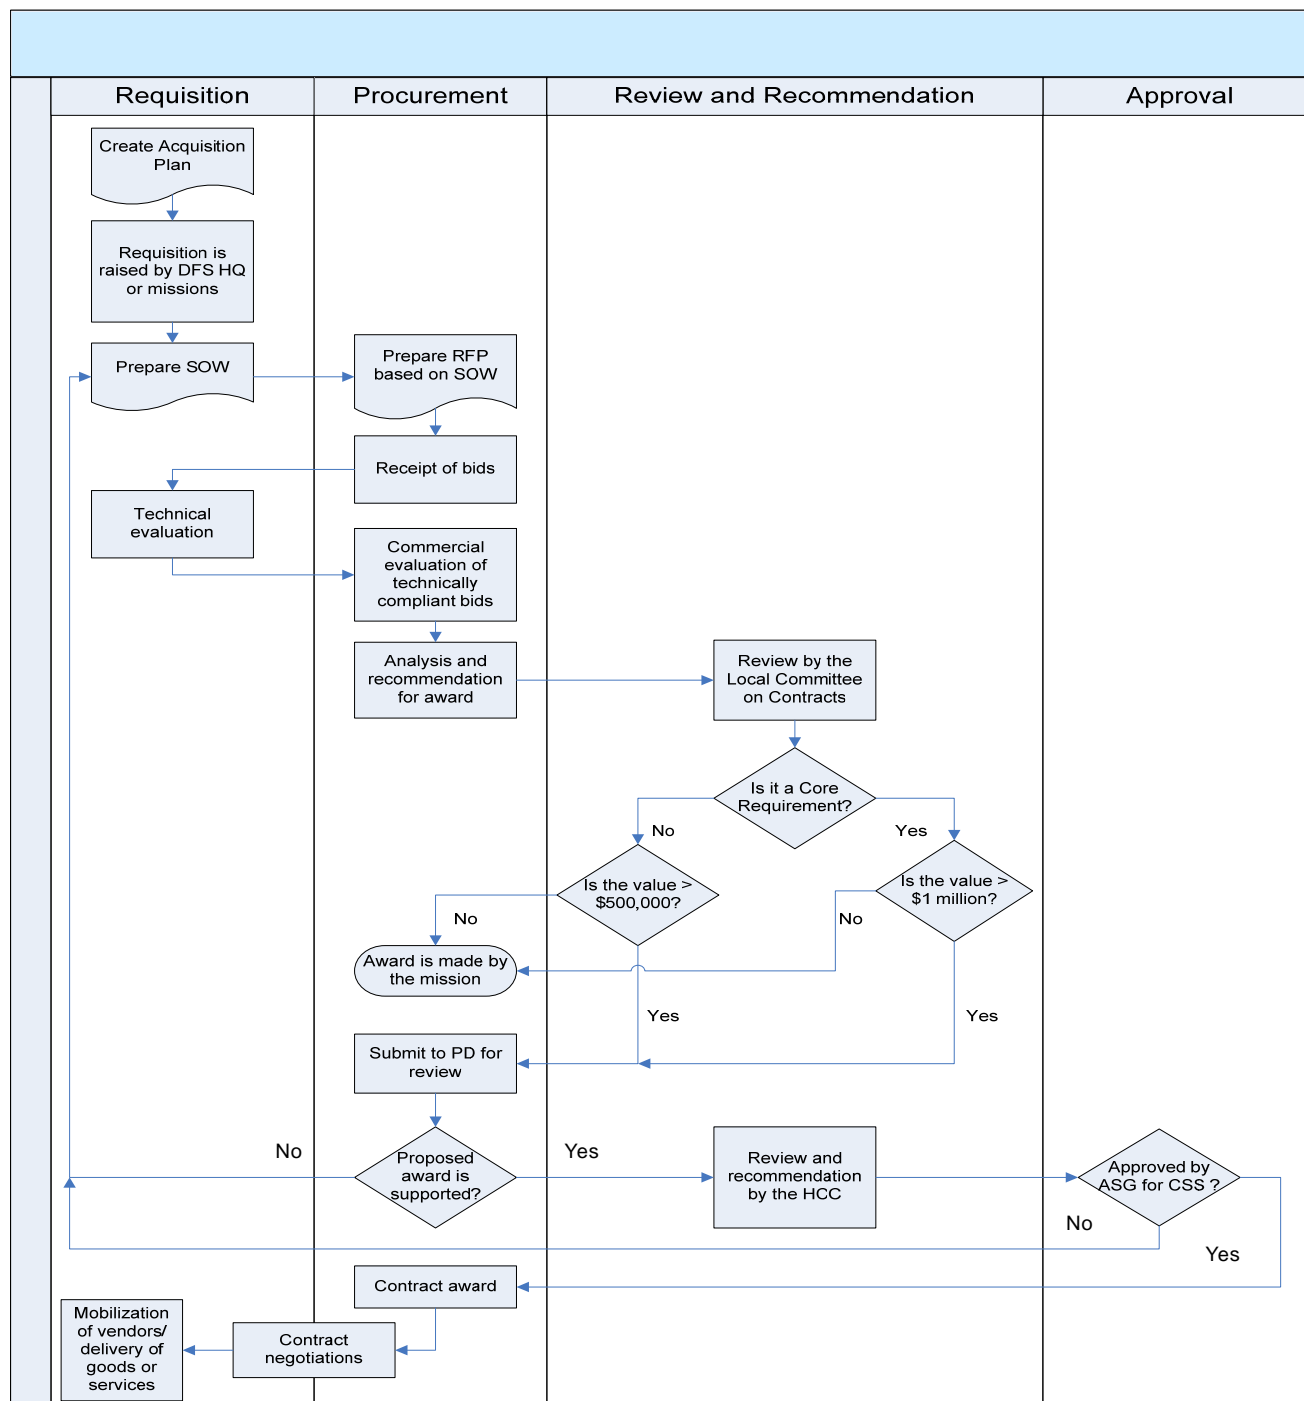 Requisition
Procurement
Review and Recommendation
Approval
Create Acquisition
Plan
Requisition is
raised by DFS HQ
or missions
Prepare SOW
Prepare RFP
based on SOW
Receipt of bids
Technical
evaluation
Commercial
evaluation of
technically
compliant bids
Analysis and
recommendation
for award
Review by the
Local Committee
on Contracts
Is it a Core
Requirement?
No
Yes
Is the value >
$500,000?
Is the value >
$1 million?
No
No
Award is made by
the mission
Yes
Yes
Submit to PD for
review
No
Proposed
award is
supported?
Yes
Review and
recommendation
by the HCC
Approved by
ASG for CSS ?
No
Yes
Contract award
Contract
negotiations
Mobilization
of vendors/
delivery of
goods or
services